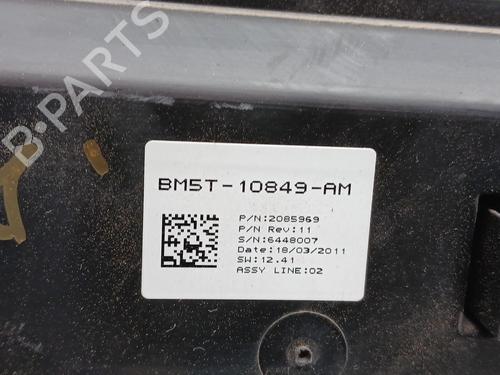 B-PARTS
BM5T-10849-AM
P/N:2085969
P/N Rev:11
S/N:6448007
Date:18/03/2011
SW:12.41
ASSY LINE:02